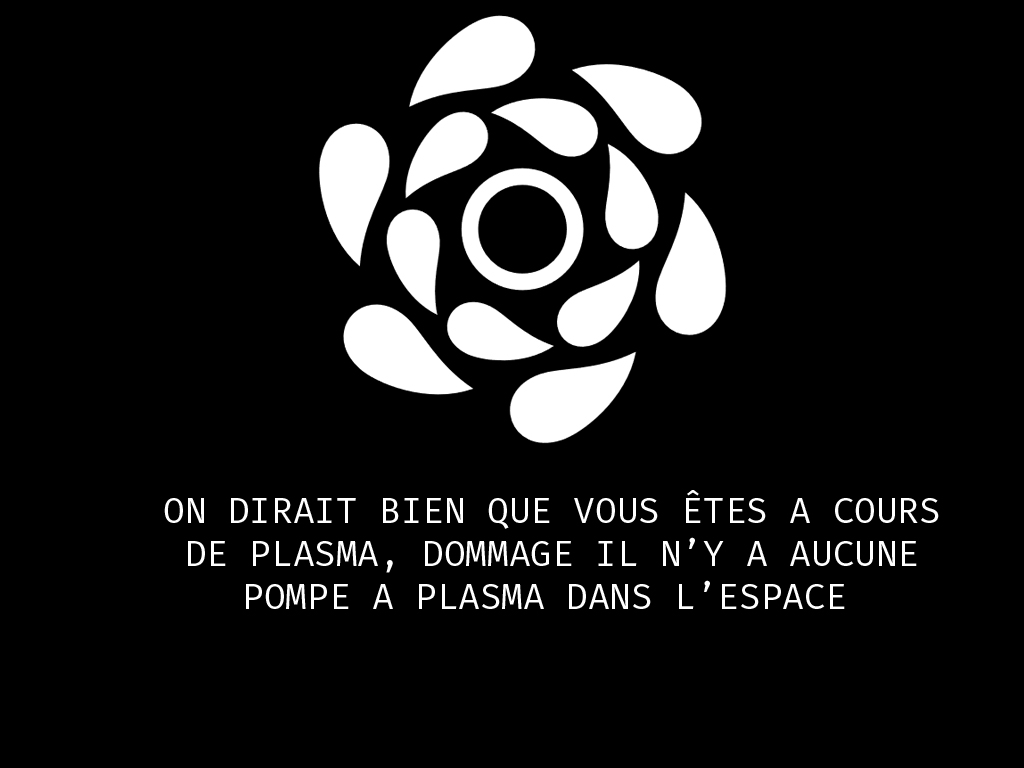 ON DIRAIT BIEN QUE VOUS ÊTES A COURS
DE PLASMA, DOMMAGE IL N’Y A AUCUNE
POMPE A PLASMA DANS L’ESPACE